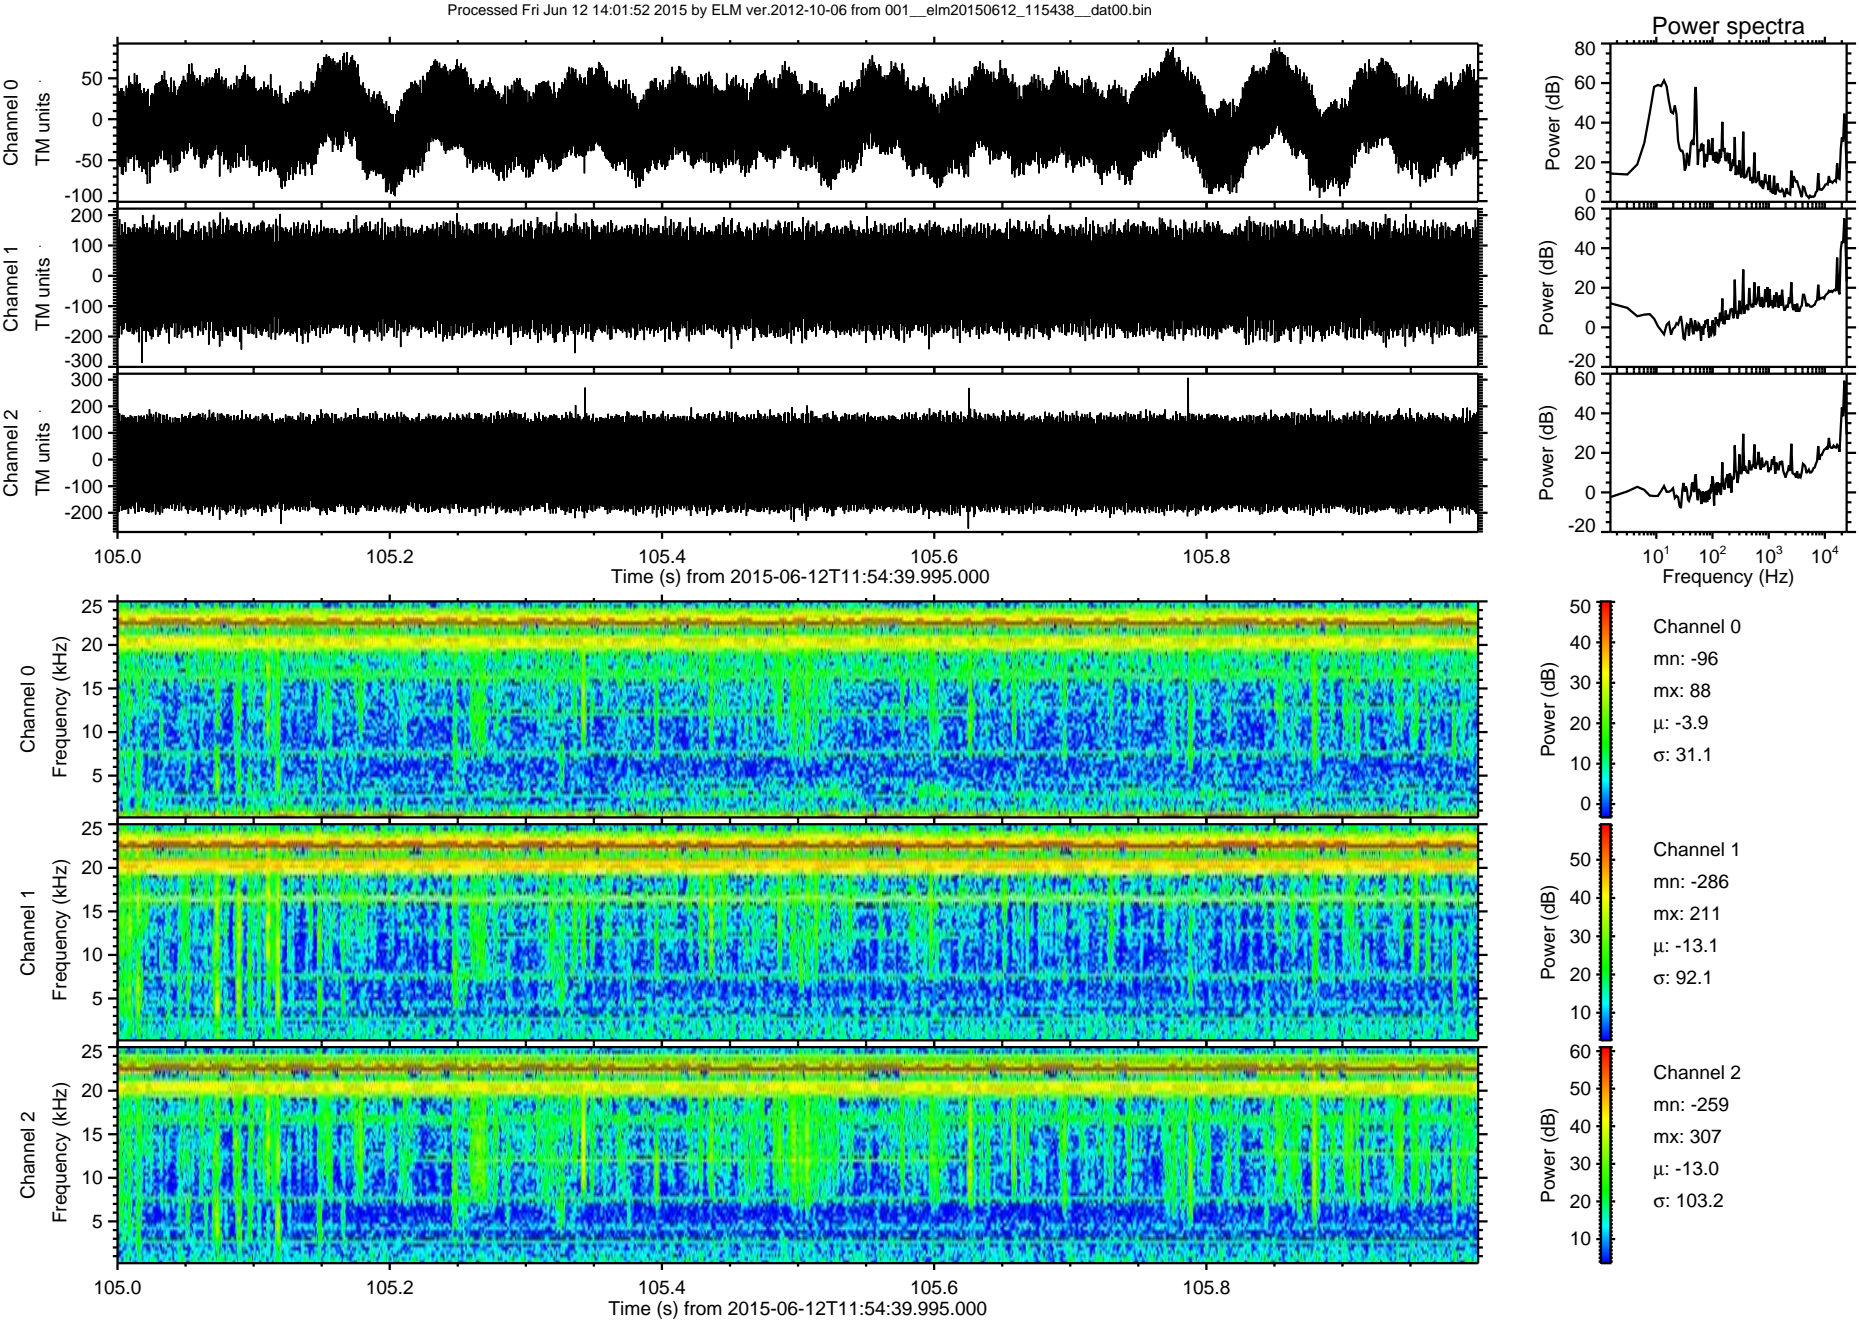 Processed Fri Jun 12 14:01:52 2015 by ELM ver.2012-10-06 from 001__elm20150612_115438__dat00.bin
Power spectra
Channel 0
TM units
50
0
-50
-100
Power (dB)
80
60
40
20
0
Channel 1
TM units
200
100
0
-100
-200
-300
Power (dB)
60
40
20
0
-20
Channel 2
TM units
300
200
100
0
-100
-200
Power (dB)
60
40
20
0
-20
105.0 105.2 105.4 105.6 105.8
Time (s) from 2015-06-12T11:54:39.995.000
10^1 10^2 10^3 10^4
Frequency (Hz)
Channel 0
Frequency (kHz)
25
20
15
10
5
Power (dB)
50
40
30
20
10
0
Channel 0
mn: -96
mx: 88
μ: -3.9
σ: 31.1
Channel 1
Frequency (kHz)
25
20
15
10
5
Power (dB)
50
40
30
20
10
Channel 1
mn: -286
mx: 211
μ: -13.1
σ: 92.1
Channel 2
Frequency (kHz)
25
20
15
10
5
Power (dB)
60
50
40
30
20
10
Channel 2
mn: -259
mx: 307
μ: -13.0
σ: 103.2
105.0 105.2 105.4 105.6 105.8
Time (s) from 2015-06-12T11:54:39.995.000